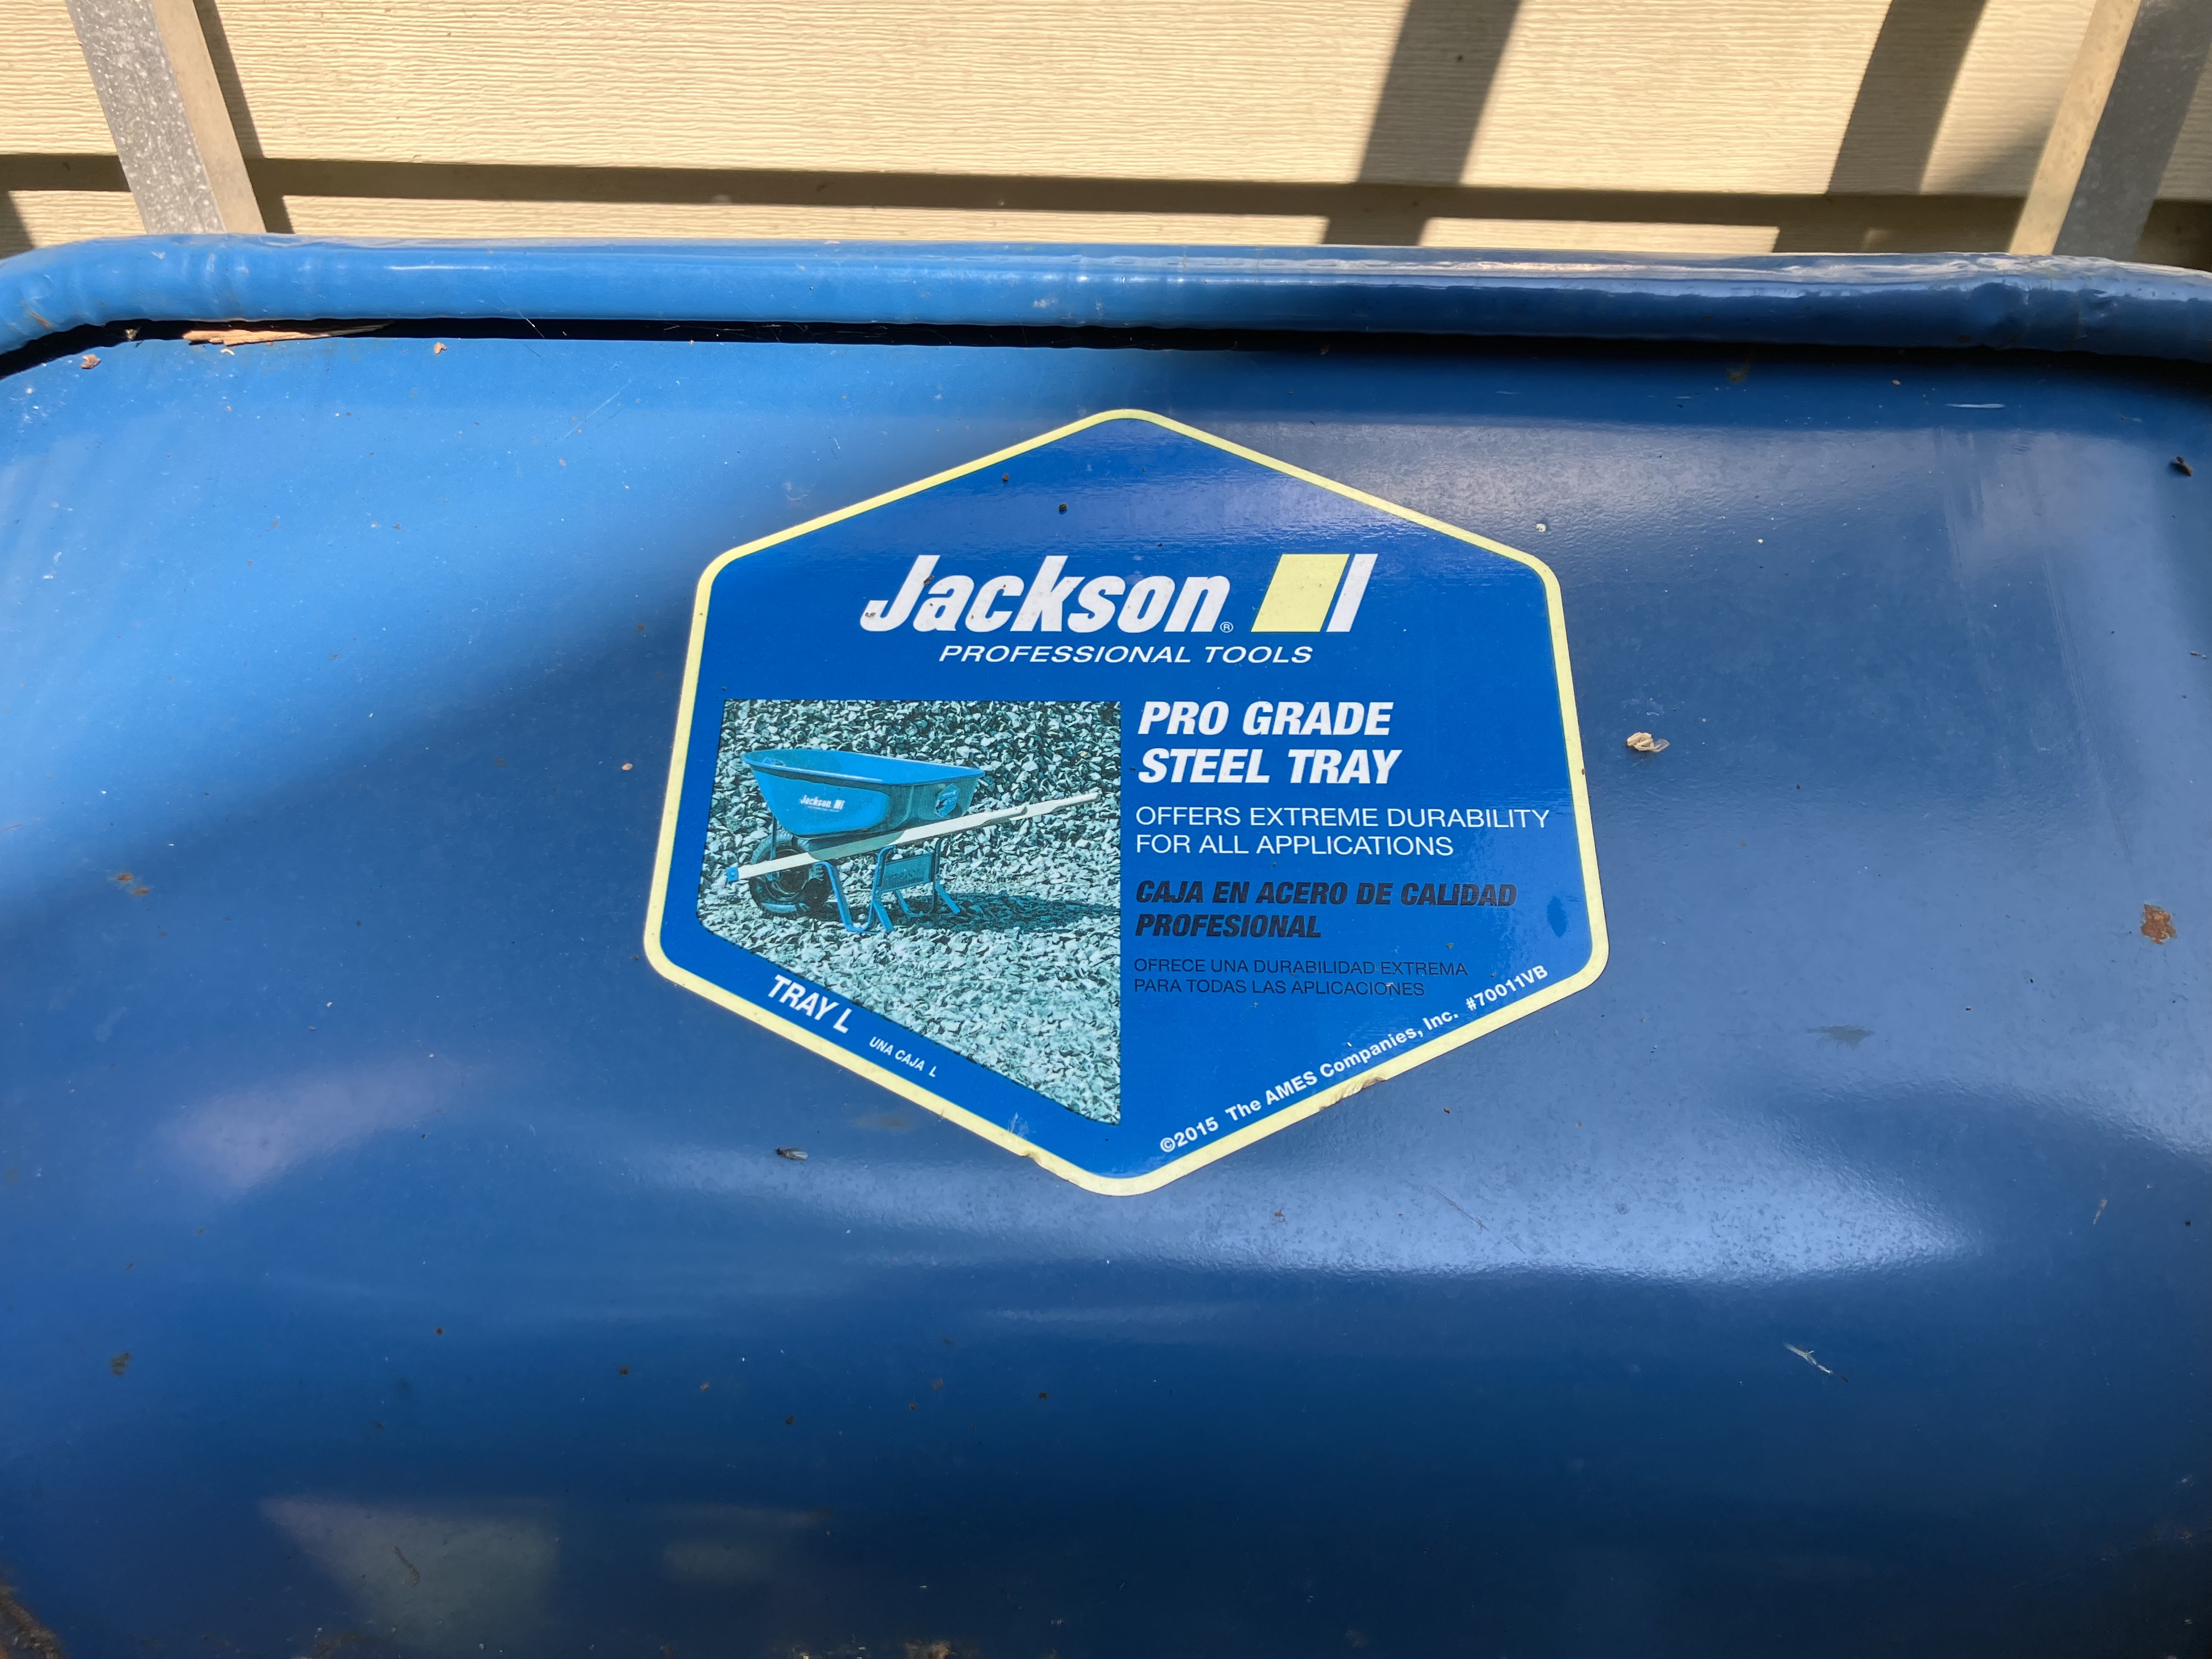 Jackson®
PROFESSIONAL TOOLS
PRO GRADE
STEEL TRAY
OFFERS EXTREME DURABILITY
FOR ALL APPLICATIONS
CAJA EN ACERO DE CALIDAD
PROFESIONAL
OFRECE UNA DURABILIDAD EXTREMA
PARA TODAS LAS APLICACIONES
Jackson
TRAY L
UNA CAJA L
©2015 The AMES Companies, Inc. #70011VB